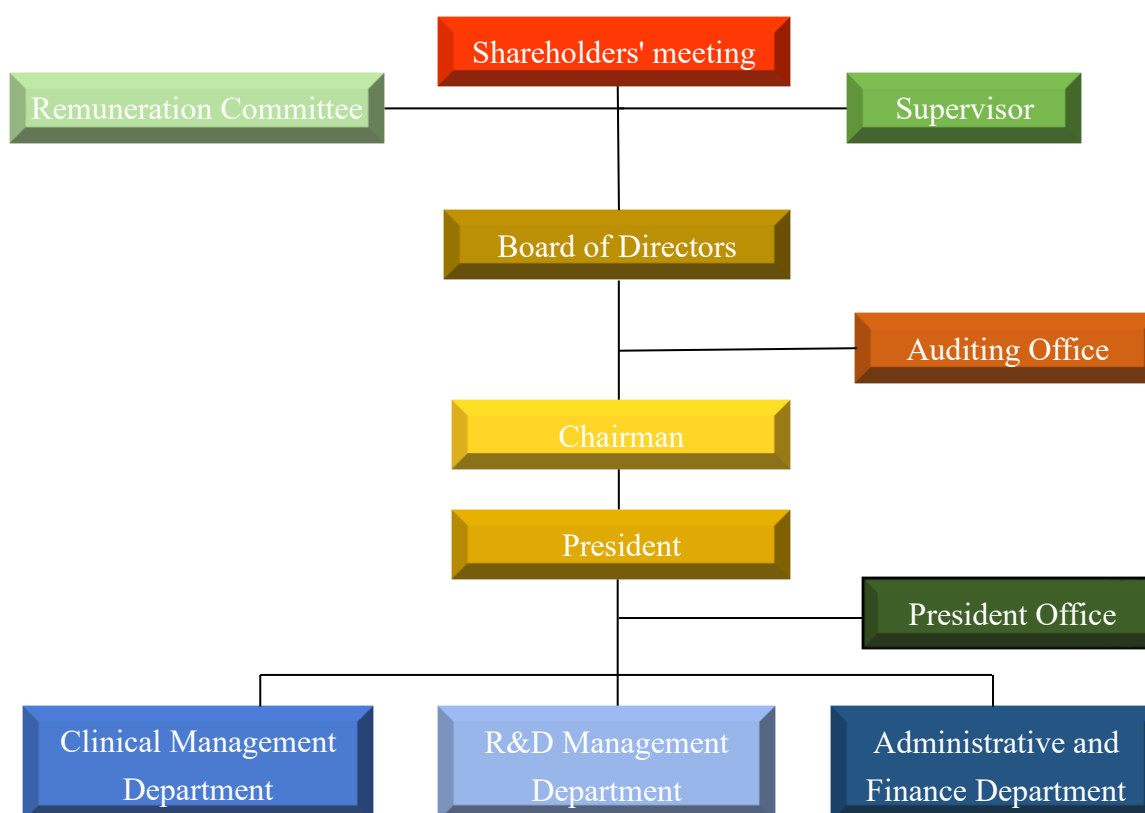 Shareholders' meeting
Remuneration Committee
Supervisor
Board of Directors
Auditing Office
Chairman
President
President Office
Clinical Management
Department
R&D Management
Department
Administrative and
Finance Department